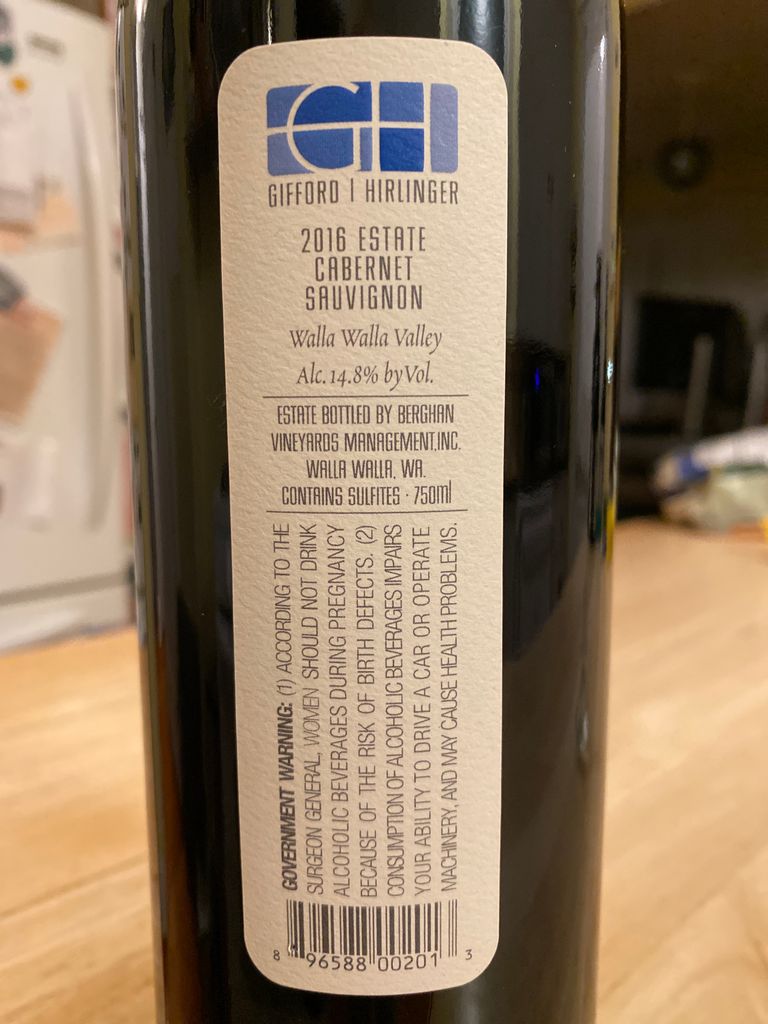 GH
GIFFORD | HIRLINGER
2016 ESTATE
CABERNET
SAUVIGNON
Walla Walla Valley
Alc. 14.8% by Vol.
ESTATE BOTTLED BY BERGHAN
VINEYARDS MANAGEMENT,INC.
WALLA WALLA, WA.
CONTAINS SULFITES · 750ml
GOVERNMENT WARNING: (1) ACCORDING TO THE
SURGEON GENERAL, WOMEN SHOULD NOT DRINK
ALCOHOLIC BEVERAGES DURING PREGNANCY
BECAUSE OF THE RISK OF BIRTH DEFECTS. (2)
CONSUMPTION OF ALCOHOLIC BEVERAGES IMPAIRS
YOUR ABILITY TO DRIVE A CAR OR OPERATE
MACHINERY, AND MAY CAUSE HEALTH PROBLEMS.
8 96588 00201 3